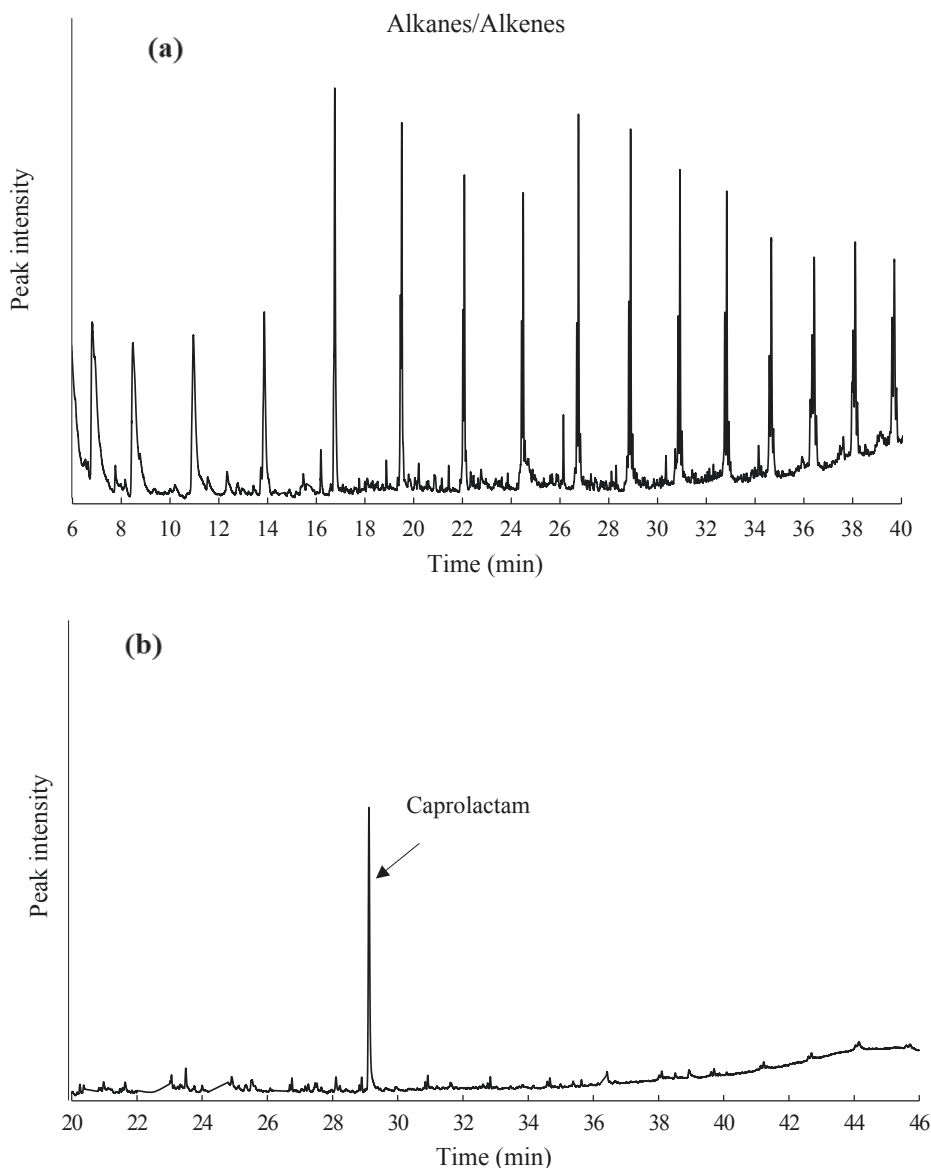 Alkanes/Alkenes
(a)
Peak intensity
6 8 10 12 14 16 18 20 22 24 26 28 30 32 34 36 38 40
Time (min)
(b)
Caprolactam
Peak intensity
20 22 24 26 28 30 32 34 36 38 40 42 44 46
Time (min)